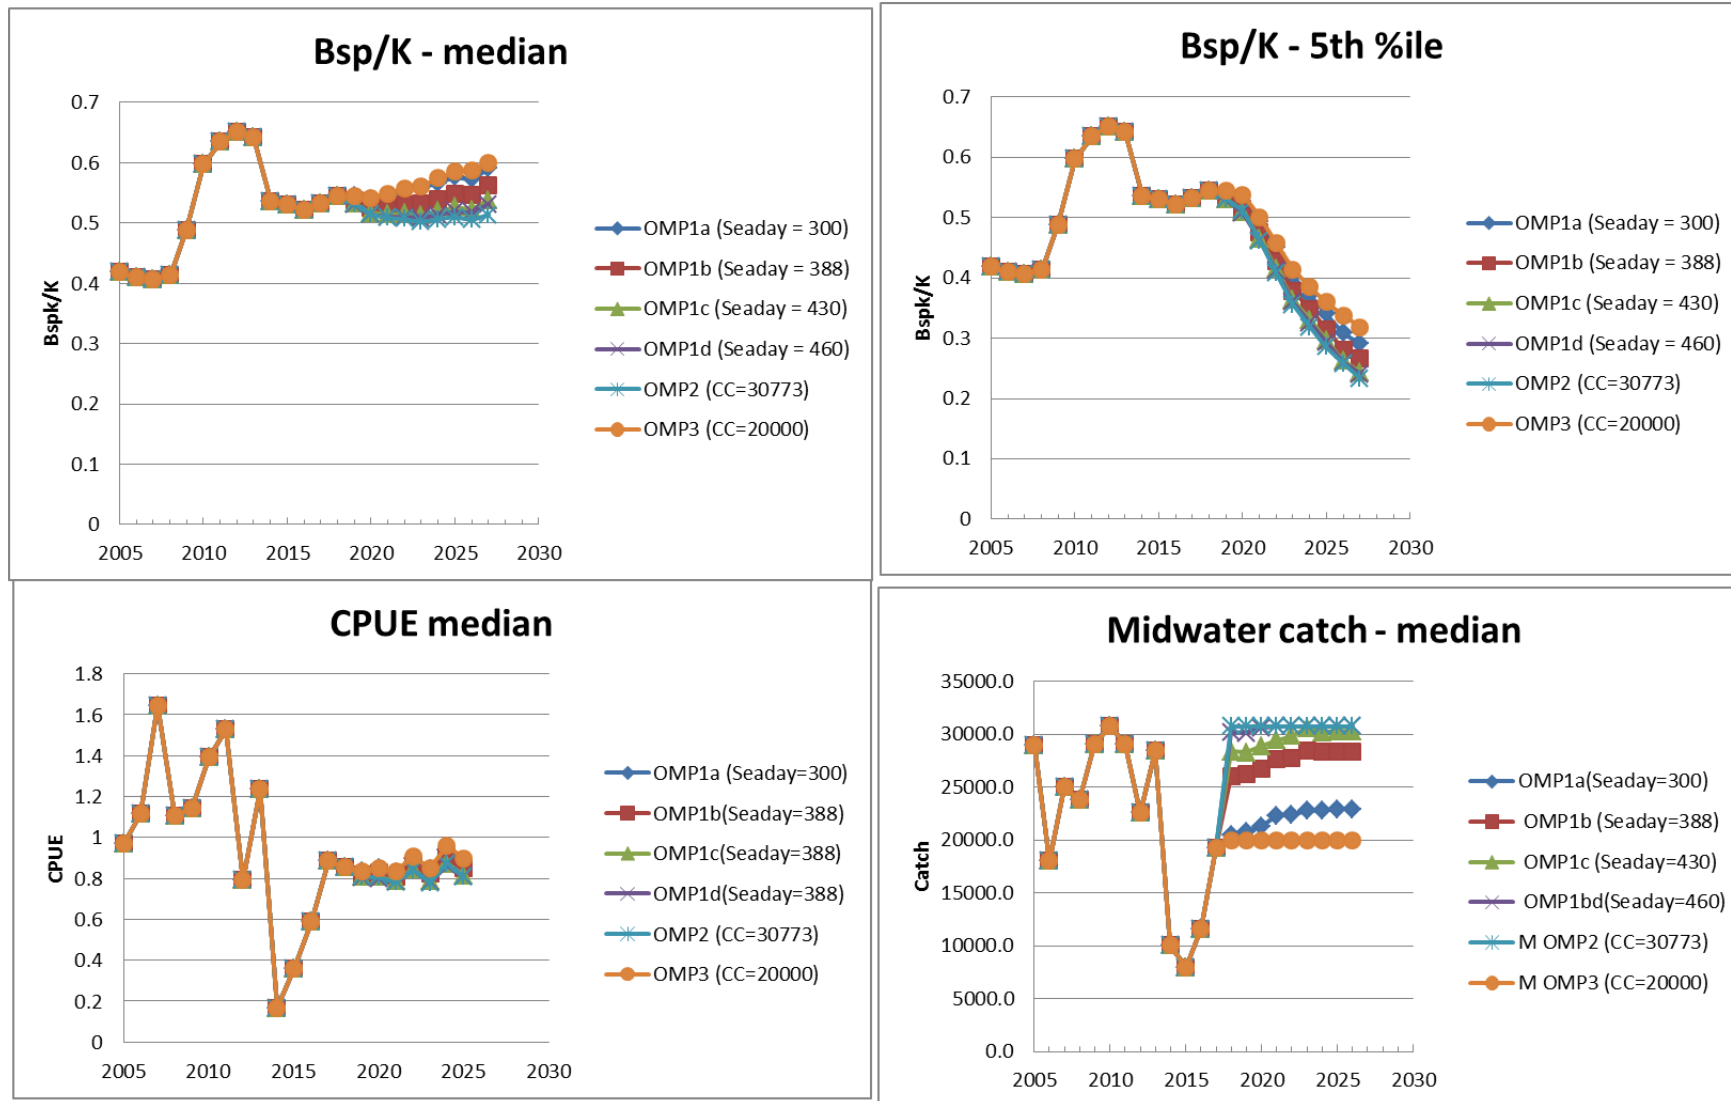 Bsp/K - median
Bspk/K
0.7
0.6
0.5
0.4
0.3
0.2
0.1
0
2005 2010 2015 2020 2025 2030
OMP1a (Seaday = 300)
OMP1b (Seaday = 388)
OMP1c (Seaday = 430)
OMP1d (Seaday = 460)
OMP2 (CC=30773)
OMP3 (CC=20000)
Bsp/K - 5th %ile
Bspk/K
0.7
0.6
0.5
0.4
0.3
0.2
0.1
0
2005 2010 2015 2020 2025 2030
OMP1a (Seaday = 300)
OMP1b (Seaday = 388)
OMP1c (Seaday = 430)
OMP1d (Seaday = 460)
OMP2 (CC=30773)
OMP3 (CC=20000)
CPUE median
CPUE
1.8
1.6
1.4
1.2
1
0.8
0.6
0.4
0.2
0
2005 2010 2015 2020 2025 2030
OMP1a (Seaday=300)
OMP1b(Seaday=388)
OMP1c(Seaday=388)
OMP1d(Seaday=388)
OMP2 (CC=30773)
OMP3 (CC=20000)
Midwater catch - median
Catch
35000.0
30000.0
25000.0
20000.0
15000.0
10000.0
5000.0
0.0
2005 2010 2015 2020 2025 2030
OMP1a(Seaday=300)
OMP1b (Seaday=388)
OMP1c (Seaday=430)
OMP1bd(Seaday=460)
M OMP2 (CC=30773)
M OMP3 (CC=20000)